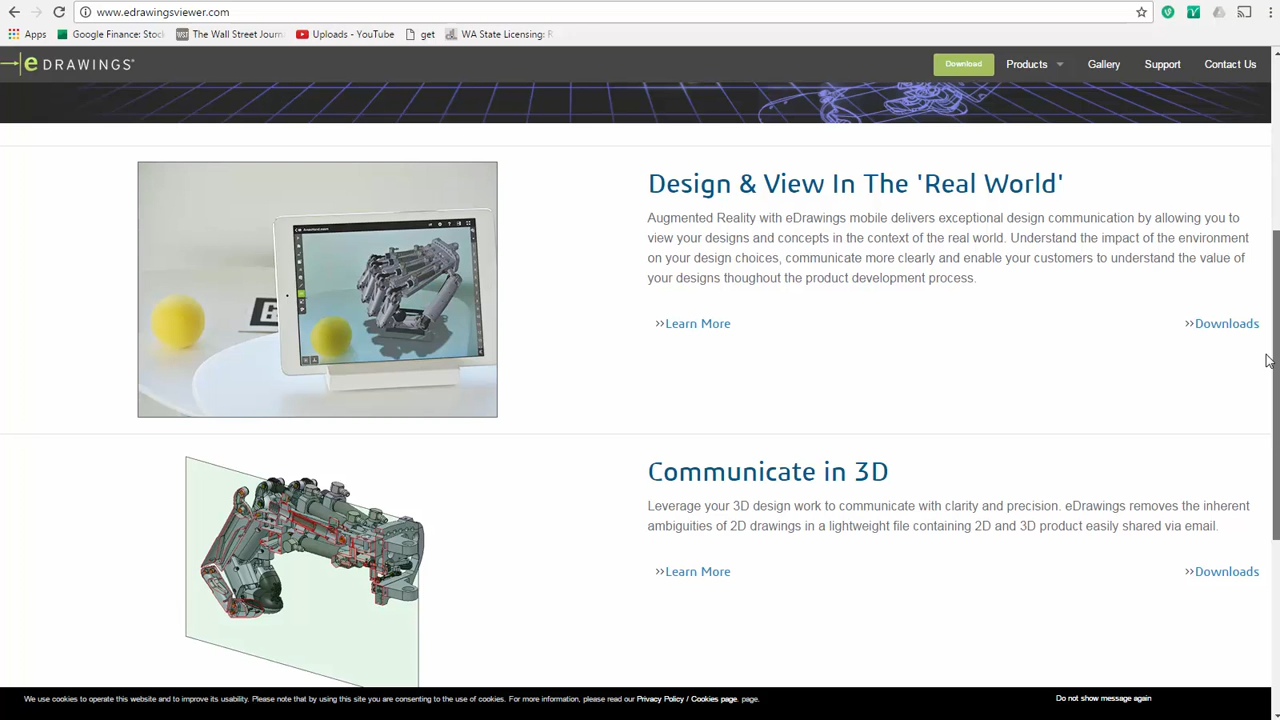 www.edrawingsviewer.com
Apps Google Finance: Stoc The Wall Street Journ Uploads - YouTube get WA State Licensing: R
e DRAWINGS®
Download Products Gallery Support Contact Us
Design & View In The 'Real World'
Augmented Reality with eDrawings mobile delivers exceptional design communication by allowing you to
view your designs and concepts in the context of the real world. Understand the impact of the environment
on your design choices, communicate more clearly and enable your customers to understand the value of
your designs thoughout the product development process.
>>Learn More >>Downloads
Communicate in 3D
Leverage your 3D design work to communicate with clarity and precision. eDrawings removes the inherent
ambiguities of 2D drawings in a lightweight file containing 2D and 3D product easily shared via email.
>>Learn More >>Downloads
We use cookies to operate this website and to improve its usability. Please note that by using this site you are consenting to the use of cookies. For more information, please read our Privacy Policy / Cookies page. page. Do not show message again